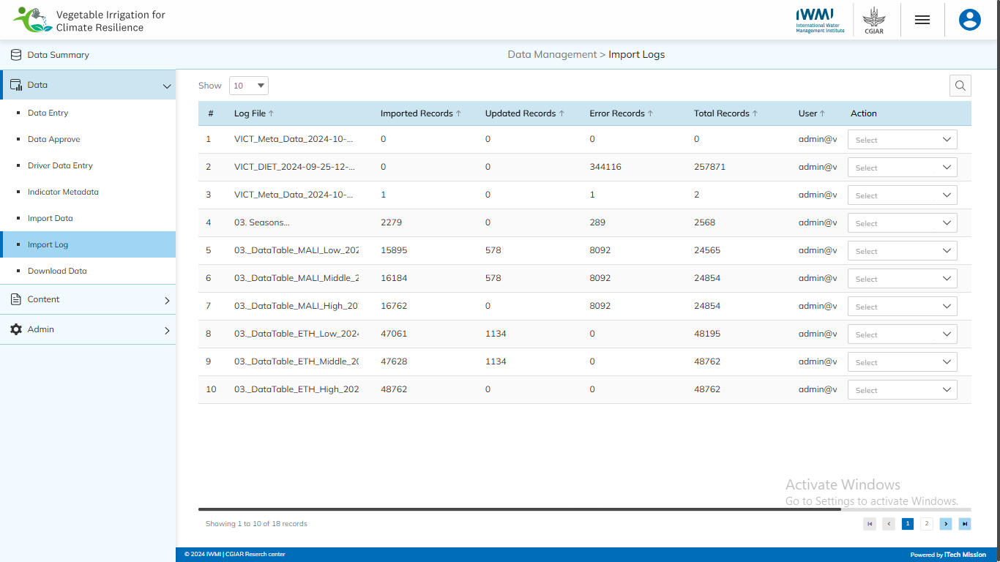 Vegetable Irrigation for
Climate Resilience
IWMI
International Water
Management Institute
CGIAR
Data Summary
Data
Data Entry
Data Approve
Driver Data Entry
Indicator Metadata
Import Data
Import Log
Download Data
Content
Admin
Data Management > Import Logs
Show 10
# Log File ↑ Imported Records ↑ Updated Records ↑ Error Records ↑ Total Records ↑ User ↑ Action
1 VICT_Meta_Data_2024-10-... 0 0 0 0 admin@v Select
2 VICT_DIET_2024-09-25-12-... 0 0 344116 257871 admin@v Select
3 VICT_Meta_Data_2024-10-... 1 0 1 2 admin@v Select
4 03. Seasons... 2279 0 289 2568 admin@v Select
5 03._DataTable_MALI_Low_202 15895 578 8092 24565 admin@v Select
6 03._DataTable_MALI_Middle_2 16184 578 8092 24854 admin@v Select
7 03._DataTable_MALI_High_20 16762 0 8092 24854 admin@v Select
8 03._DataTable_ETH_Low_2024 47061 1134 0 48195 admin@v Select
9 03._DataTable_ETH_Middle_20 47628 1134 0 48762 admin@v Select
10 03._DataTable_ETH_High_202 48762 0 0 48762 admin@v Select
Activate Windows
Go to Settings to activate Windows.
Showing 1 to 10 of 18 records
1 2
© 2024 IWMI | CGIAR Reserch center
Powered by iTech Mission